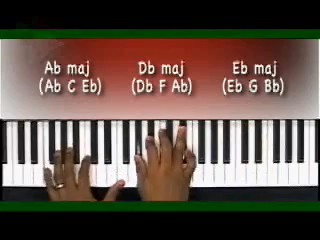 Ab maj Db maj Eb maj
(Ab C Eb) (Db F Ab) (Eb G Bb)